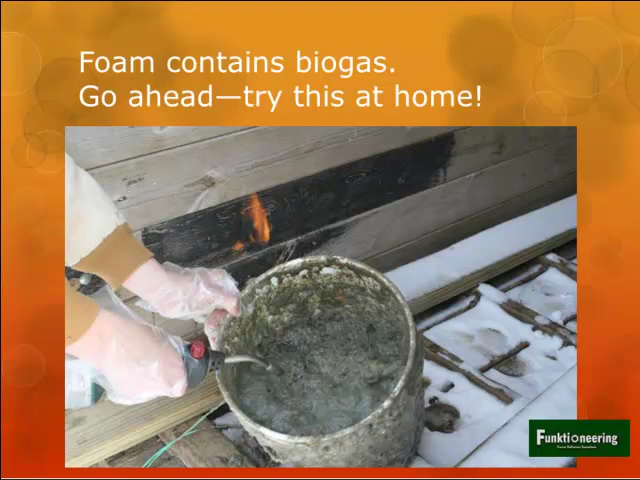 Foam contains biogas.
Go ahead—try this at home!
Funktioneering